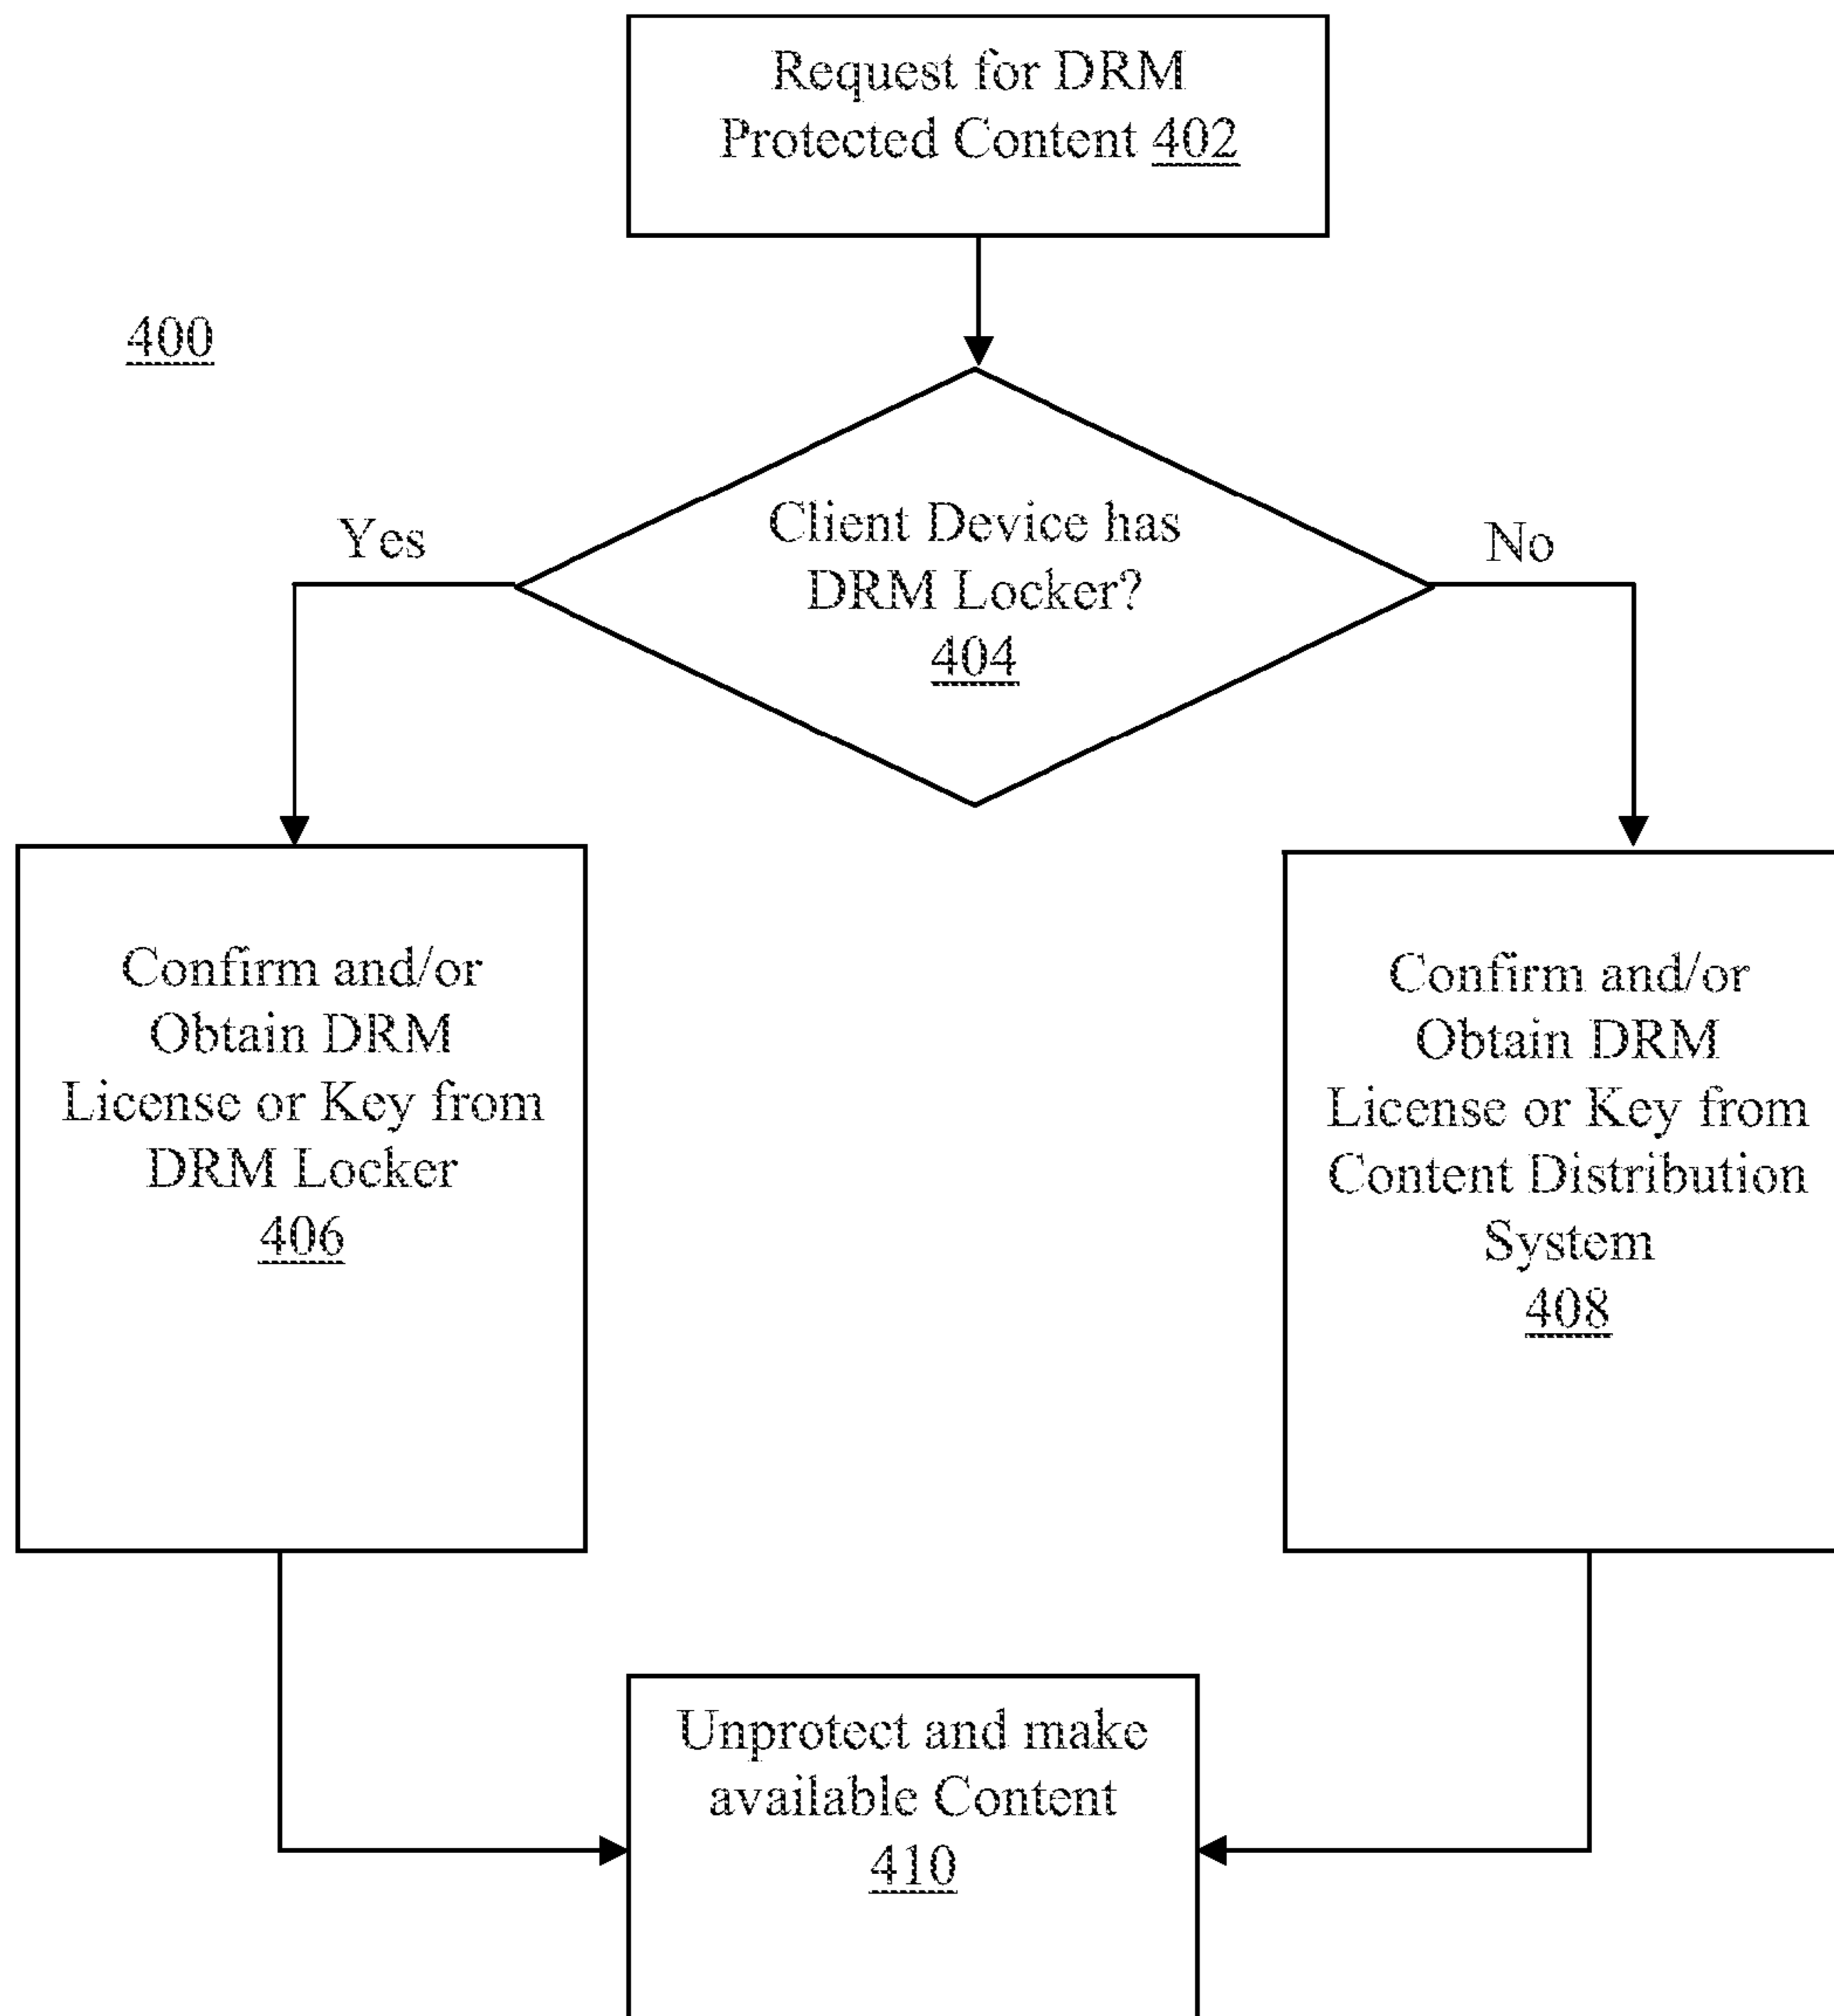 Request for DRM
Protected Content 402
400
Client Device has
DRM Locker?
404
Yes
No
Confirm and/or
Obtain DRM
License or Key from
DRM Locker
406
Confirm and/or
Obtain DRM
License or Key from
Content Distribution
System
408
Unprotect and make
available Content
410